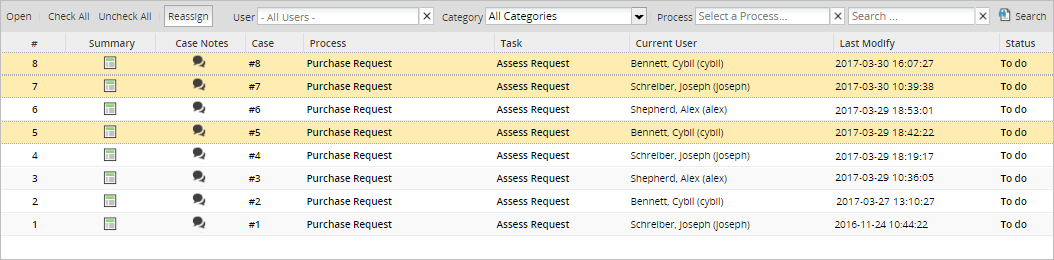 Open Check All Uncheck All Reassign User - All Users - Category All Categories Process Select a Process... Search ... Search
# Summary Case Notes Case Process Task Current User Last Modify Status
8 #8 Purchase Request Assess Request Bennett, Cybil (cybil) 2017-03-30 16:07:27 To do
7 #7 Purchase Request Assess Request Schreiber, Joseph (Joseph) 2017-03-30 10:39:38 To do
6 #6 Purchase Request Assess Request Shepherd, Alex (alex) 2017-03-29 18:53:01 To do
5 #5 Purchase Request Assess Request Bennett, Cybil (cybil) 2017-03-29 18:42:22 To do
4 #4 Purchase Request Assess Request Schreiber, Joseph (Joseph) 2017-03-29 18:19:17 To do
3 #3 Purchase Request Assess Request Shepherd, Alex (alex) 2017-03-29 10:36:05 To do
2 #2 Purchase Request Assess Request Bennett, Cybil (cybil) 2017-03-27 13:10:27 To do
1 #1 Purchase Request Assess Request Schreiber, Joseph (Joseph) 2016-11-24 10:44:22 To do